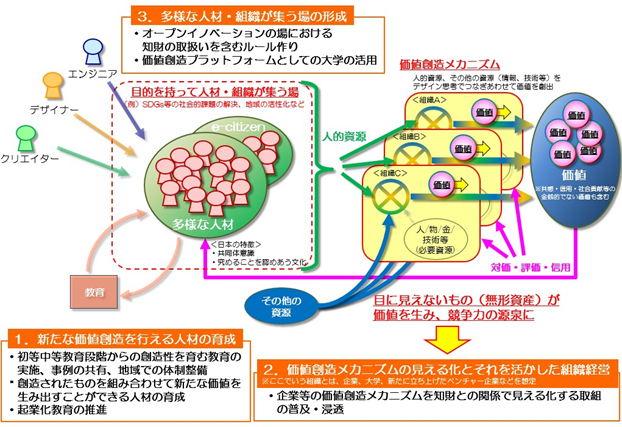 3．多様な人材・組織が集う場の形成
・オープンイノベーションの場における
知財の取扱いを含むルール作り
・価値創造プラットフォームとしての大学の活用
エンジニア
デザイナー
クリエイター
目的を持って人材・組織が集う場
（例）SDGs等の社会的課題の解決、地域の活性化など
e-citizen
多様な人材
＜日本の特徴＞
・共同体意識
・究めることを認めあう文化
教育
人的資源
価値創造メカニズム
人的資源、その他の資源（情報、技術等）を
デザイン思考でつなぎあわせて価値を創出
＜組織A＞
価値
＜組織B＞
価値
＜組織C＞
価値
人/物/金/
技術等
（必要資源）
価値
価値
価値
価値
価値
価値
※共感・信用・社会貢献等の
金銭的でない価値も含む
対価・評価・信用
その他の
資源
目に見えないもの（無形資産）が
価値を生み、競争力の源泉に
1．新たな価値創造を行える人材の育成
・初等中等教育段階からの創造性を育む教育の
実施、事例の共有、地域での体制整備
・創造されたものを組み合わせて新たな価値を
生み出すことができる人材の育成
・起業化教育の推進
2．価値創造メカニズムの見える化とそれを活かした組織経営
※ここでいう組織とは、企業、大学、新たに立ち上げたベンチャー企業などを想定
・企業等の価値創造メカニズムを知財との関係で見える化する取組
の普及・浸透